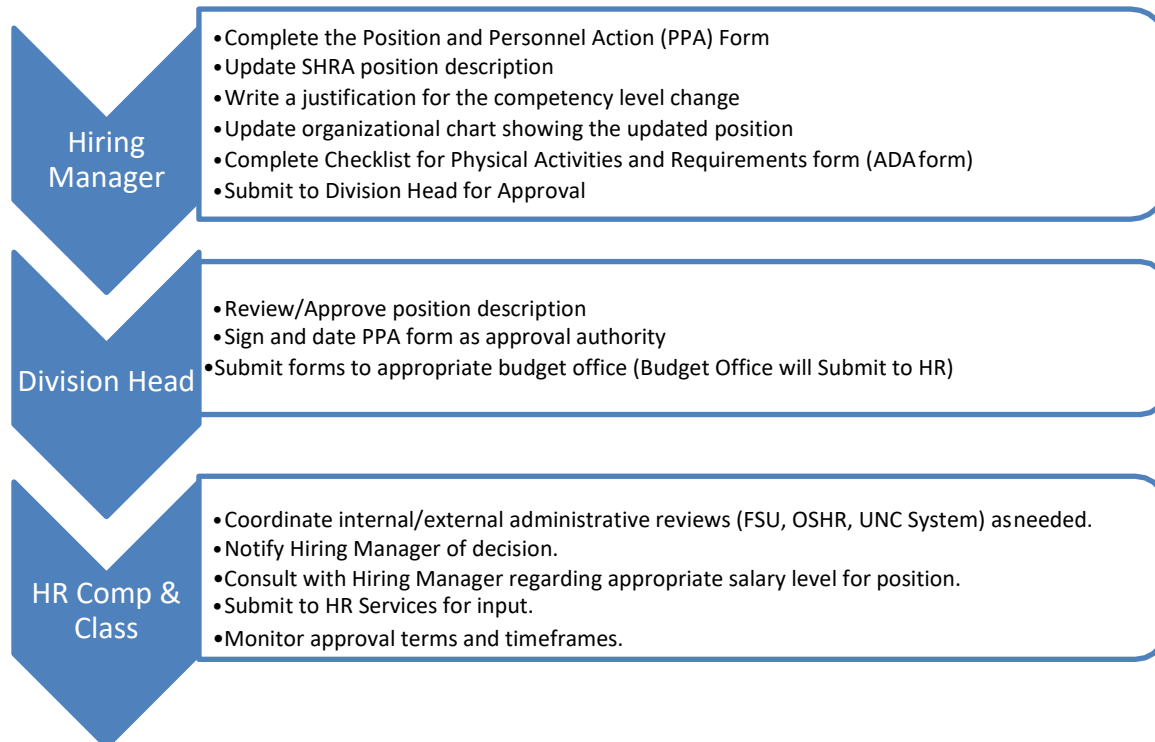 Hiring
Manager
•Complete the Position and Personnel Action (PPA) Form
•Update SHRA position description
•Write a justification for the competency level change
•Update organizational chart showing the updated position
•Complete Checklist for Physical Activities and Requirements form (ADA form)
•Submit to Division Head for Approval
Division Head
•Review/Approve position description
•Sign and date PPA form as approval authority
•Submit forms to appropriate budget office (Budget Office will Submit to HR)
HR Comp &
Class
•Coordinate internal/external administrative reviews (FSU, OSHR, UNC System) asneeded.
•Notify Hiring Manager of decision.
•Consult with Hiring Manager regarding appropriate salary level for position.
•Submit to HR Services for input.
•Monitor approval terms and timeframes.